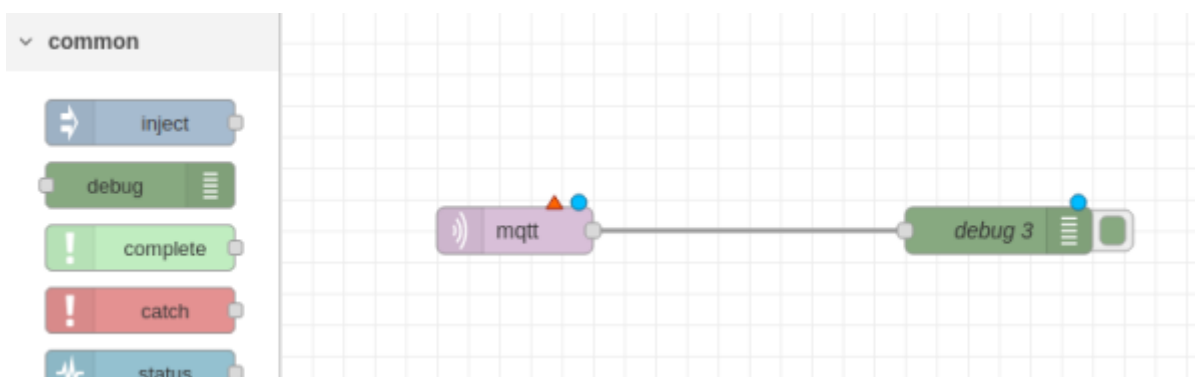 common
inject
debug
complete
catch
status
mqtt
debug 3